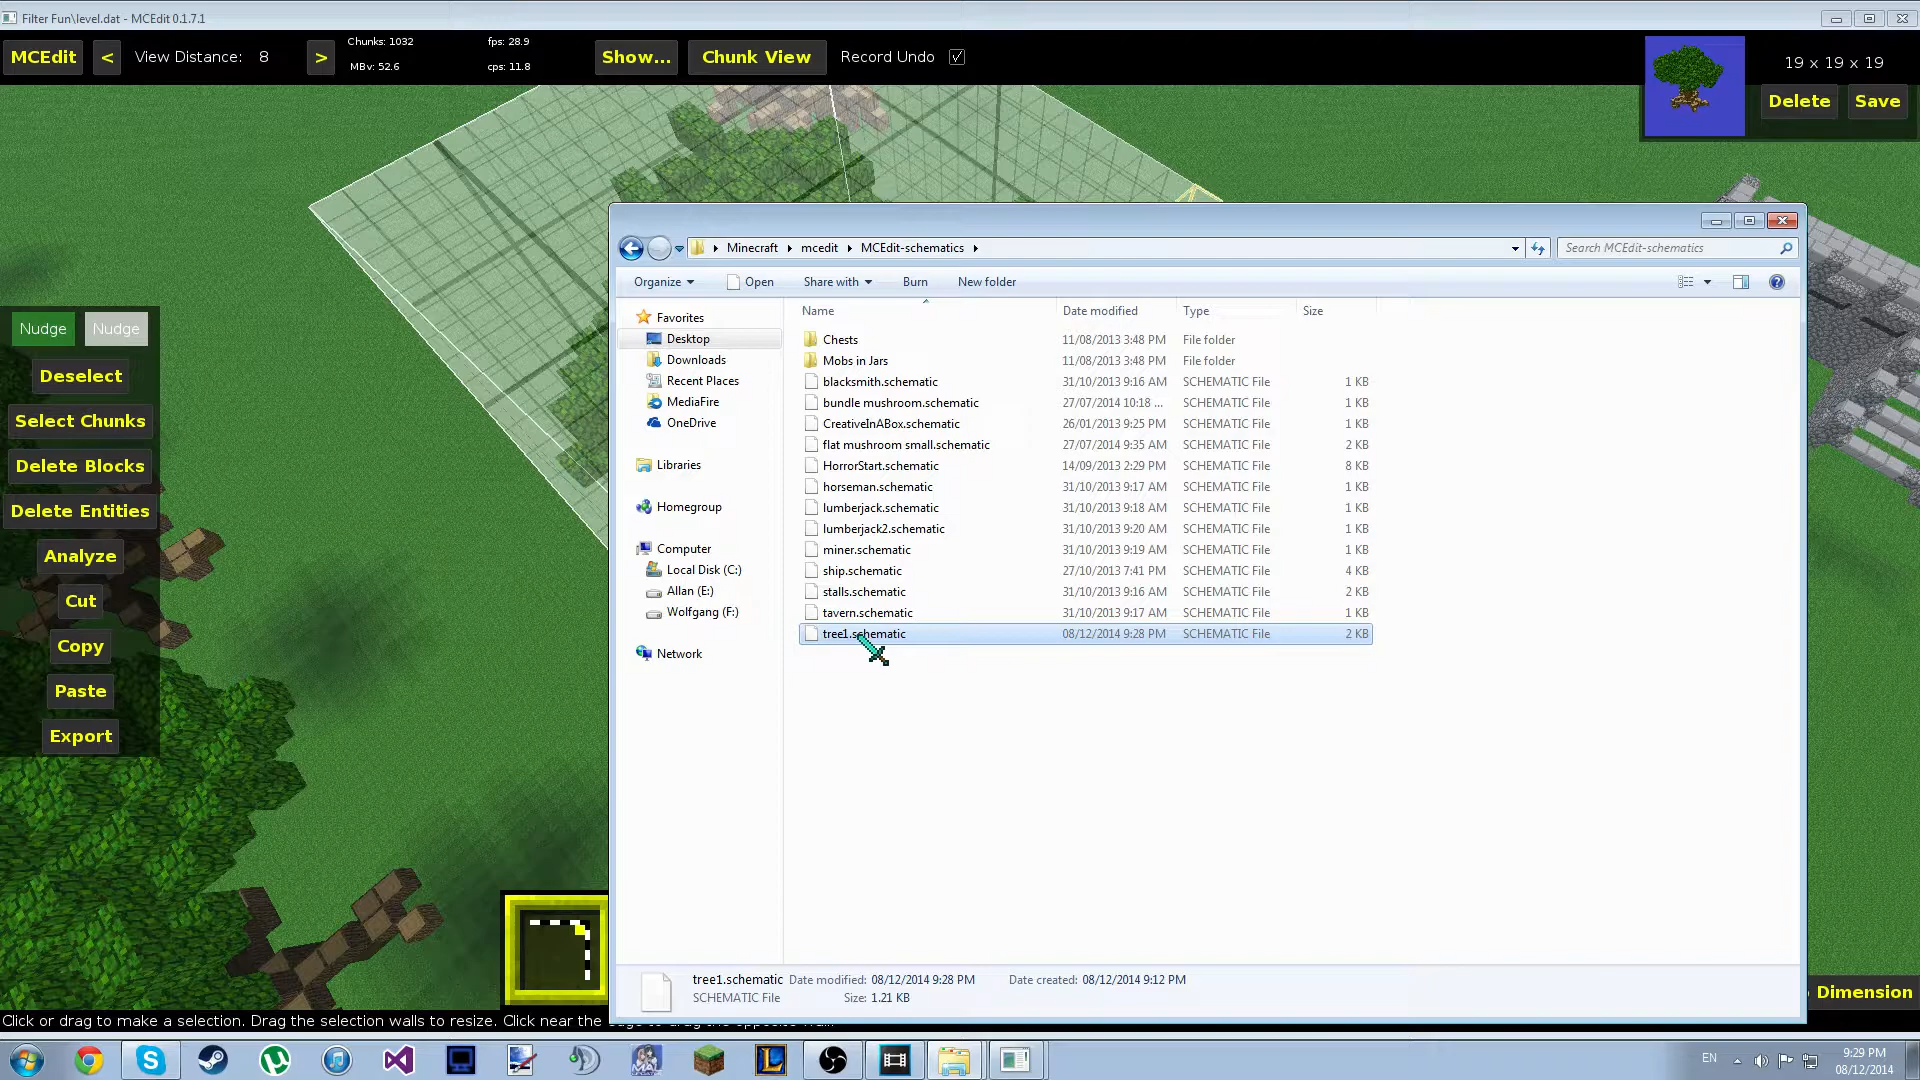 Filter Fun\level.dat - MCEdit 0.1.7.1
MCEdit
<
View Distance: 8
>
Chunks: 1032
MBv: 52.6
fps: 28.9
cps: 11.8
Show...
Chunk View
Record Undo
19 x 19 x 19
Delete
Save
Nudge
Nudge
Deselect
Select Chunks
Delete Blocks
Delete Entities
Analyze
Cut
Copy
Paste
Export
Minecraft
mcedit
MCEdit-schematics
Search MCEdit-schematics
Organize
Open
Share with
Burn
New folder
Favorites
Desktop
Downloads
Recent Places
MediaFire
OneDrive
Libraries
Homegroup
Computer
Local Disk (C:)
Allan (E:)
Wolfgang (F:)
Network
Name Date modified Type Size
Chests 11/08/2013 3:48 PM File folder
Mobs in Jars 11/08/2013 3:48 PM File folder
blacksmith.schematic 31/10/2013 9:16 AM SCHEMATIC File 1 KB
bundle mushroom.schematic 27/07/2014 10:18 ... SCHEMATIC File 1 KB
CreativeInABox.schematic 26/01/2013 9:25 PM SCHEMATIC File 1 KB
flat mushroom small.schematic 27/07/2014 9:35 AM SCHEMATIC File 2 KB
HorrorStart.schematic 14/09/2013 2:29 PM SCHEMATIC File 8 KB
horseman.schematic 31/10/2013 9:17 AM SCHEMATIC File 1 KB
lumberjack.schematic 31/10/2013 9:18 AM SCHEMATIC File 1 KB
lumberjack2.schematic 31/10/2013 9:20 AM SCHEMATIC File 1 KB
miner.schematic 31/10/2013 9:19 AM SCHEMATIC File 1 KB
ship.schematic 27/10/2013 7:41 PM SCHEMATIC File 4 KB
stalls.schematic 31/10/2013 9:16 AM SCHEMATIC File 2 KB
tavern.schematic 31/10/2013 9:17 AM SCHEMATIC File 1 KB
tree1.schematic 08/12/2014 9:28 PM SCHEMATIC File 2 KB
tree1.schematic Date modified: 08/12/2014 9:28 PM Date created: 08/12/2014 9:12 PM
SCHEMATIC File Size: 1.21 KB
Dimension
Click or drag to make a selection. Drag the selection walls to resize. Click near the
EN
9:29 PM
08/12/2014